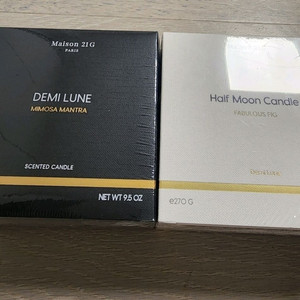 Maison 21G
PARIS
DEMI LUNE
MIMOSA MANTRA
SCENTED CANDLE
NET WT 9.5 OZ
Half Moon Candle
FABULOUS FIG
℮270 G